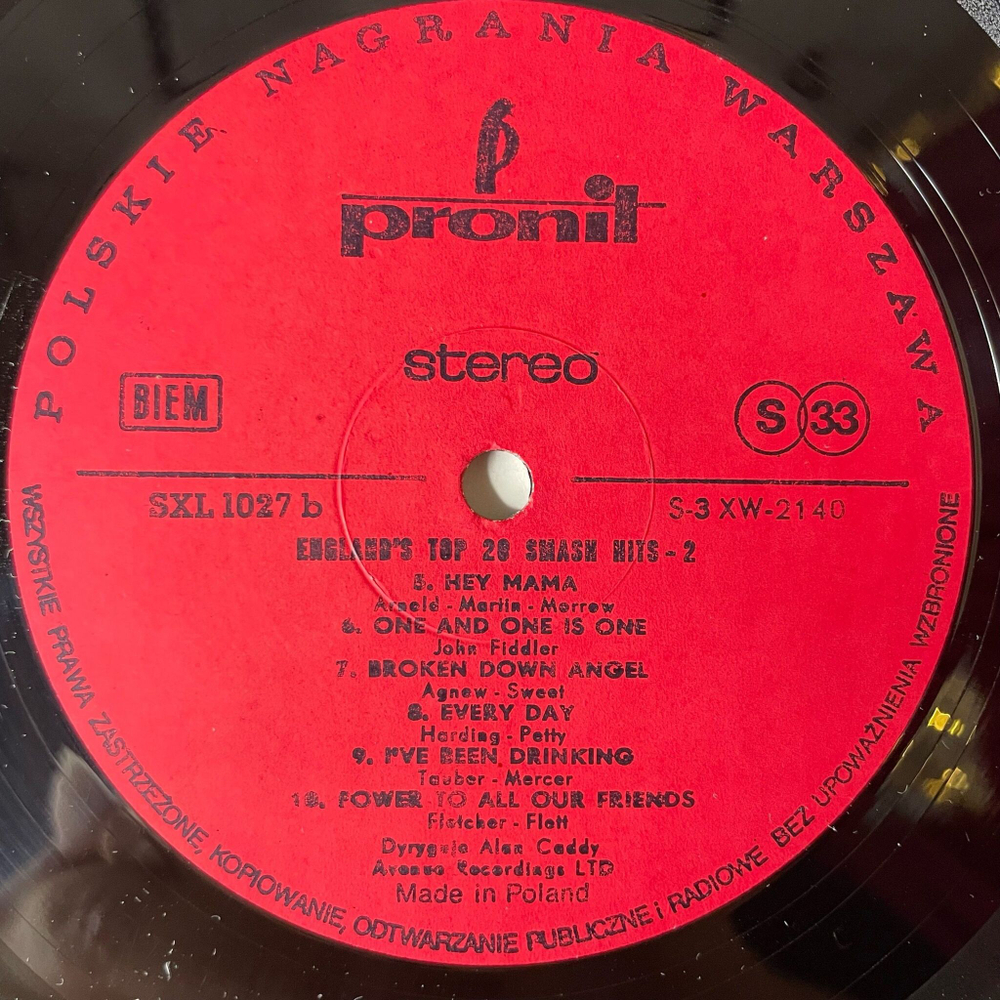 POLSKIE NAGRANIA WARSZAWA
pronit
stereo
BIEM
S 33
SXL 1027 b
S-3 XW-2140
ENGLAND'S TOP 20 SMASH HITS - 2
5. HEY MAMA
Arnold - Martin - Morrow
6. ONE AND ONE IS ONE
John Fiddler
7. BROKEN DOWN ANGEL
Agnew - Sweet
8. EVERY DAY
Harding - Petty
9. I'VE BEEN DRINKING
Tauber - Mercer
10. POWER TO ALL OUR FRIENDS
Fletcher - Flett
Dyryguje Alan Caddy
Avenue Recordings LTD
Made in Poland
WSZYSTKIE PRAWA ZASTRZEŻONE, KOPIOWANIE, ODTWARZANIE PUBLICZNE i RADIOWE BEZ UPOWAŻNIENIA WZBRONIONE